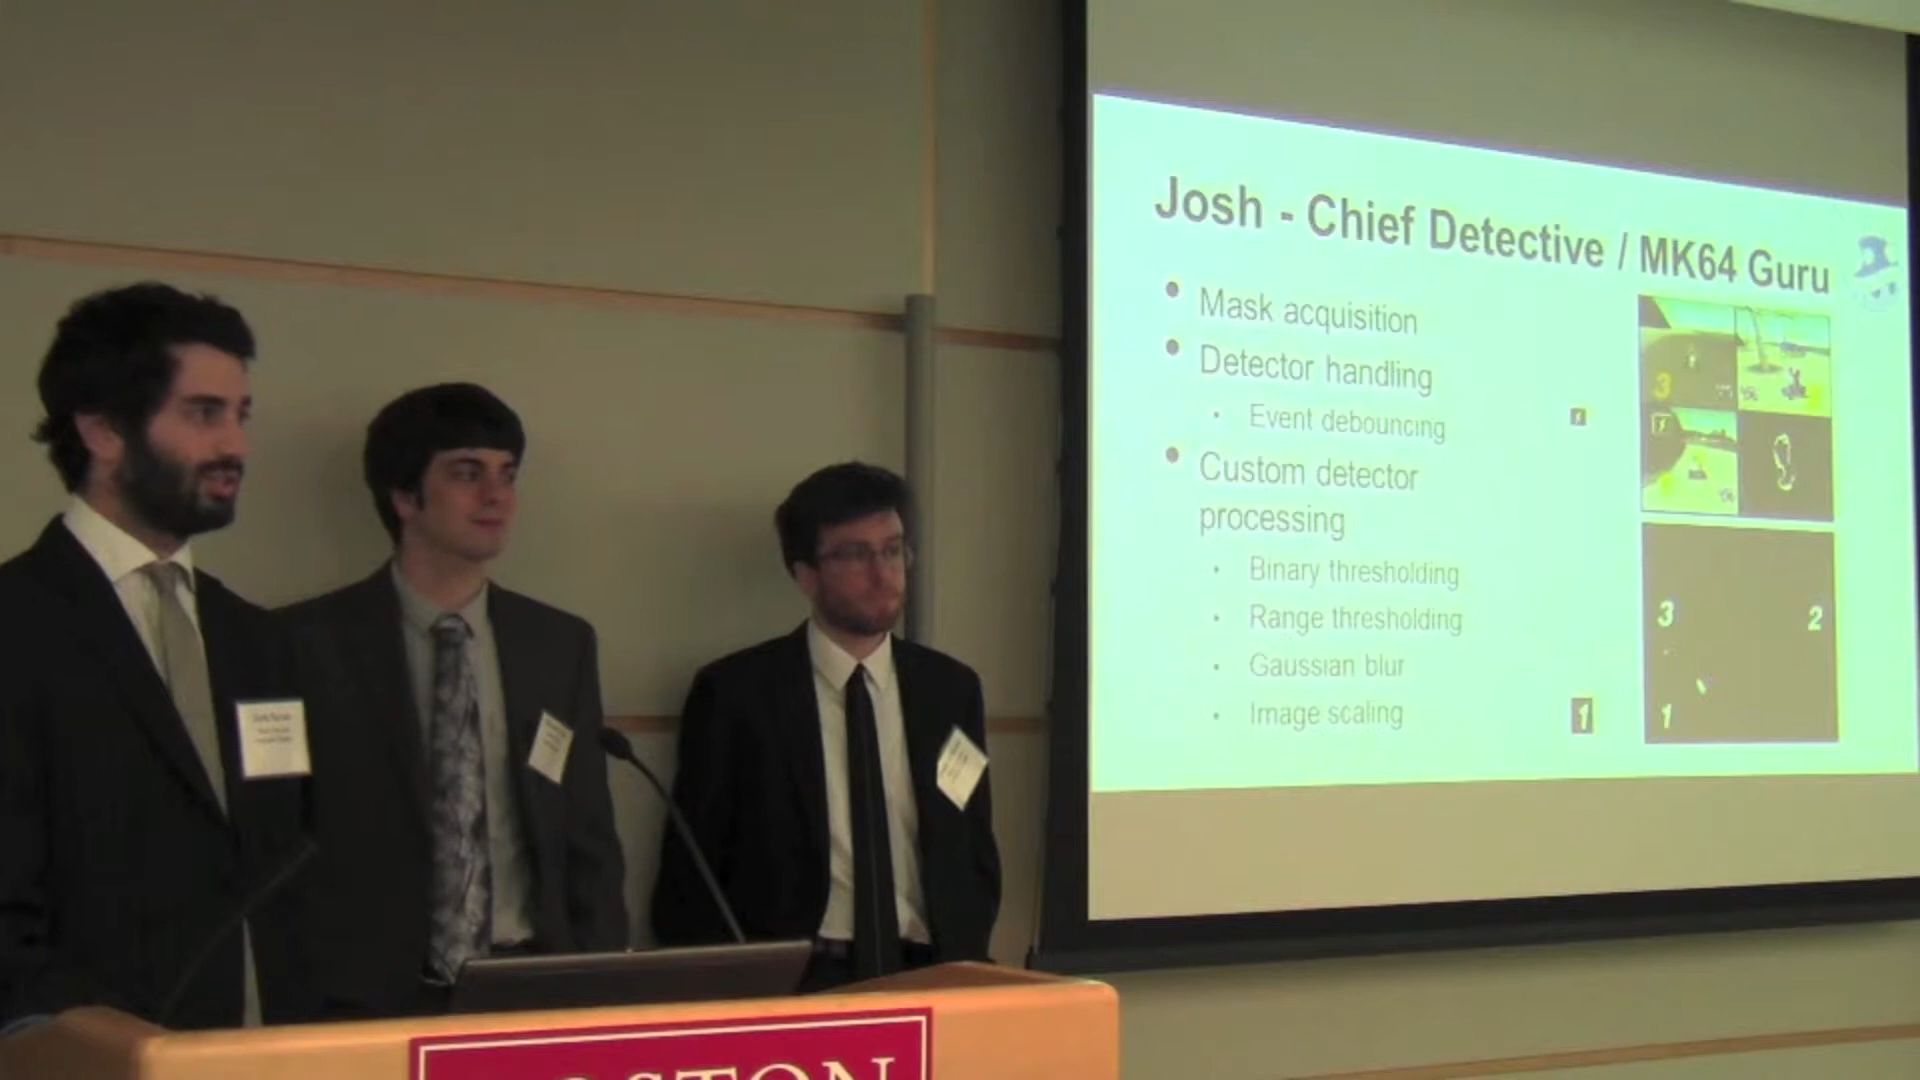 Josh - Chief Detective / MK64 Guru
Mask acquisition
Detector handling
Event debouncing
Custom detector
processing
Binary thresholding
Range thresholding
Gaussian blur
Image scaling
3
3
2
1
1